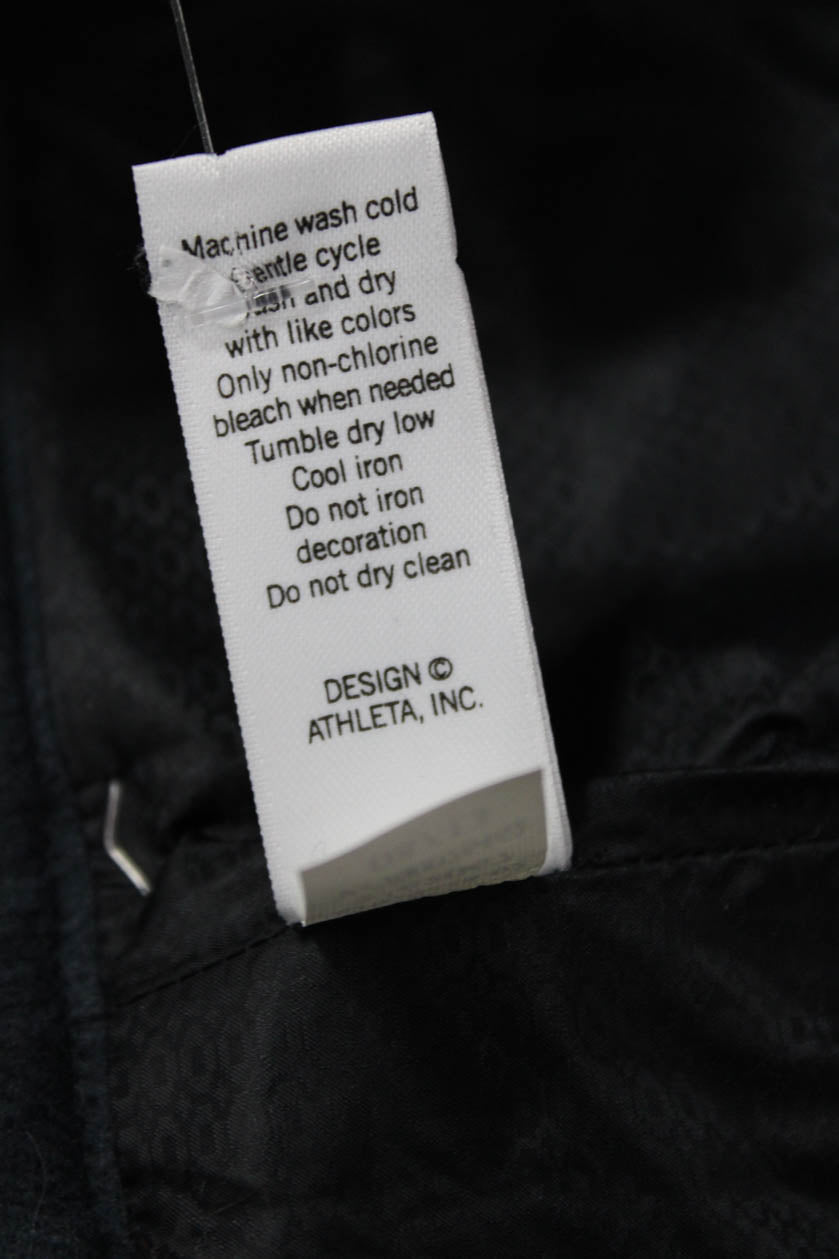 Machine wash cold
Gentle cycle
Wash and dry
with like colors
Only non-chlorine
bleach when needed
Tumble dry low
Cool iron
Do not iron
decoration
Do not dry clean
DESIGN ©
ATHLETA, INC.